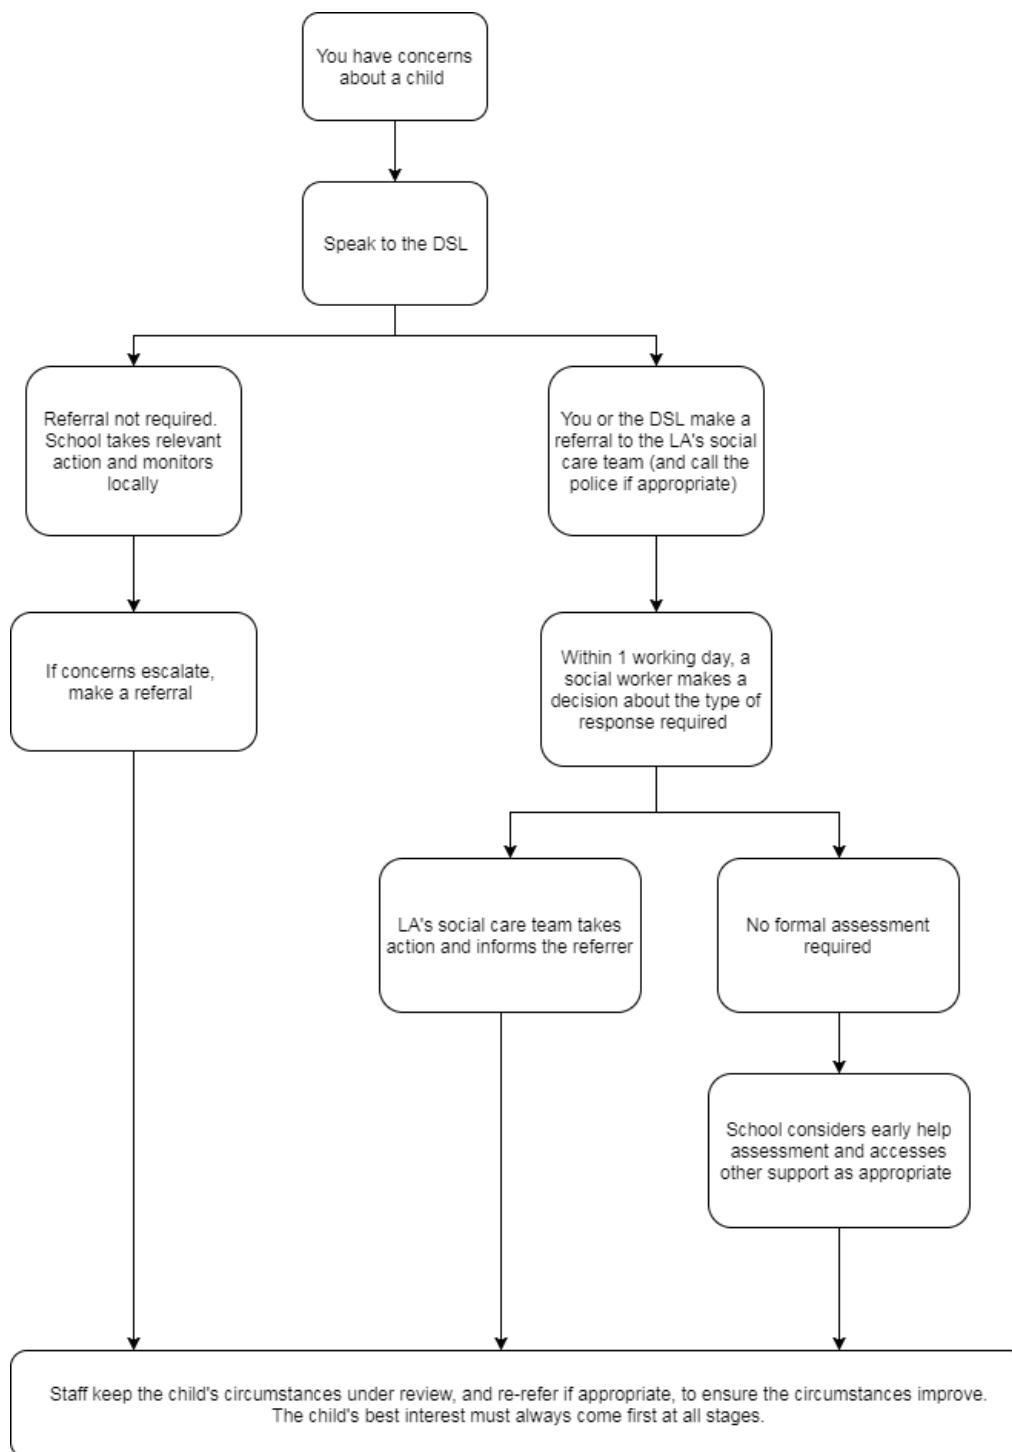 You have concerns
about a child
Speak to the DSL
Referral not required.
School takes relevant
action and monitors
locally
You or the DSL make a
referral to the LA's social
care team (and call the
police if appropriate)
If concerns escalate,
make a referral
Within 1 working day, a
social worker makes a
decision about the type of
response required
LA's social care team takes
action and informs the referrer
No formal assessment
required
School considers early help
assessment and accesses
other support as appropriate
Staff keep the child's circumstances under review, and re-refer if appropriate, to ensure the circumstances improve.
The child's best interest must always come first at all stages.